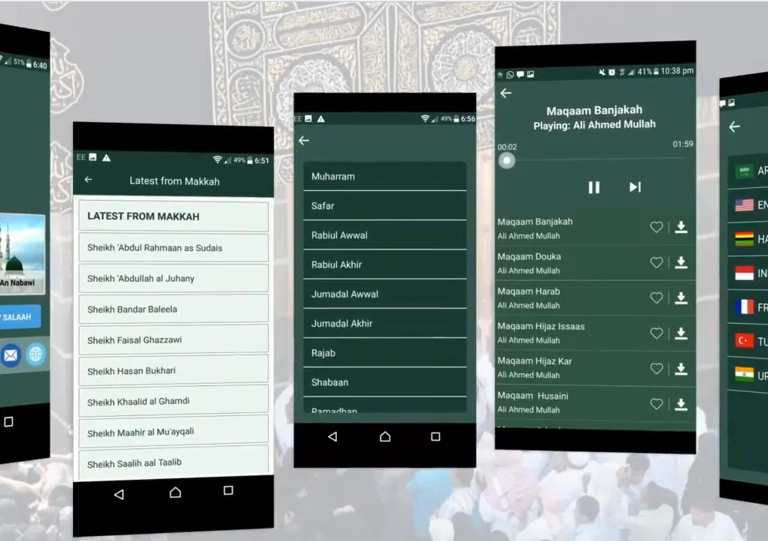 51% 6:40
An Nabawi
SALAAH
EE 49% 6:51
Latest from Makkah
LATEST FROM MAKKAH
Sheikh 'Abdul Rahmaan as Sudais
Sheikh 'Abdullah al Juhany
Sheikh Bandar Baleela
Sheikh Faisal Ghazzawi
Sheikh Hasan Bukhari
Sheikh Khaalid al Ghamdi
Sheikh Maahir al Mu'ayqali
Sheikh Saalih aal Taalib
EE 49% 6:56
Muharram
Safar
Rabiul Awwal
Rabiul Akhir
Jumadal Awwal
Jumadal Akhir
Rajab
Shabaan
Ramadhan
41% 10:38 pm
Maqaam Banjakah
Playing: Ali Ahmed Mullah
00:02 01:59
Maqaam Banjakah
Ali Ahmed Mullah
Maqaam Douka
Ali Ahmed Mullah
Maqaam Harab
Ali Ahmed Mullah
Maqaam Hijaz Issaas
Ali Ahmed Mullah
Maqaam Hijaz Kar
Ali Ahmed Mullah
Maqaam Husaini
Ali Ahmed Mullah
AR
EN
HA
IN
FR
TU
UR